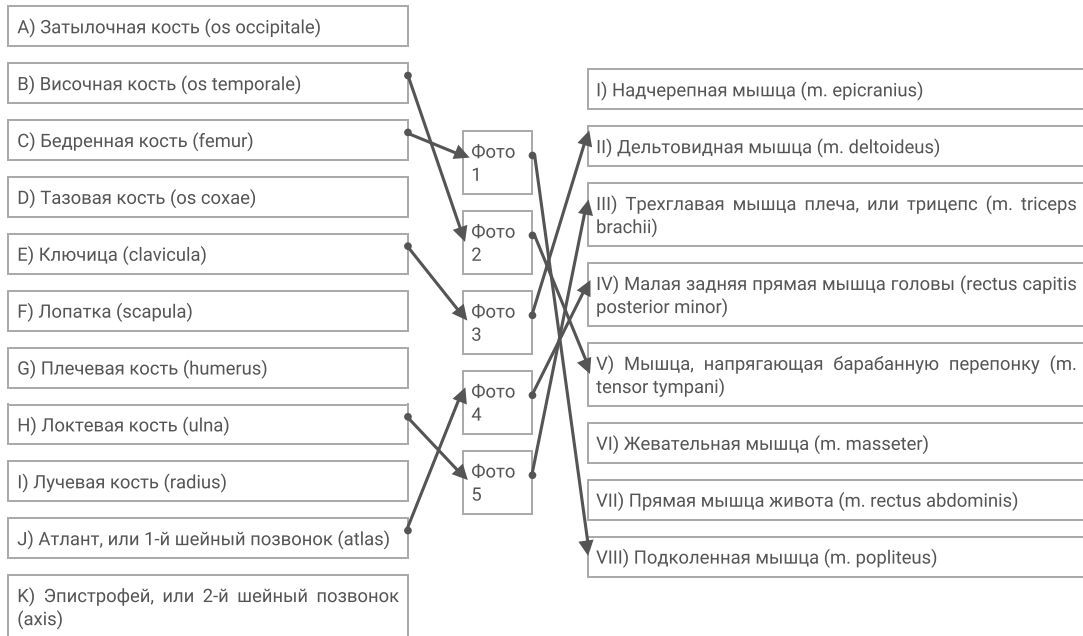 A) Затылочная кость (os occipitale)
B) Височная кость (os temporale)
C) Бедренная кость (femur)
D) Тазовая кость (os coxae)
E) Ключица (clavicula)
F) Лопатка (scapula)
G) Плечевая кость (humerus)
H) Локтевая кость (ulna)
I) Лучевая кость (radius)
J) Атлант, или 1-й шейный позвонок (atlas)
K) Эпистрофей, или 2-й шейный позвонок
(axis)
Фото
1
Фото
2
Фото
3
Фото
4
Фото
5
I) Надчерепная мышца (m. epicranius)
II) Дельтовидная мышца (m. deltoideus)
III) Трехглавая мышца плеча, или трицепс (m. triceps
brachii)
IV) Малая задняя прямая мышца головы (rectus capitis
posterior minor)
V) Мышца, напрягающая барабанную перепонку (m.
tensor tympani)
VI) Жевательная мышца (m. masseter)
VII) Прямая мышца живота (m. rectus abdominis)
VIII) Подколенная мышца (m. popliteus)